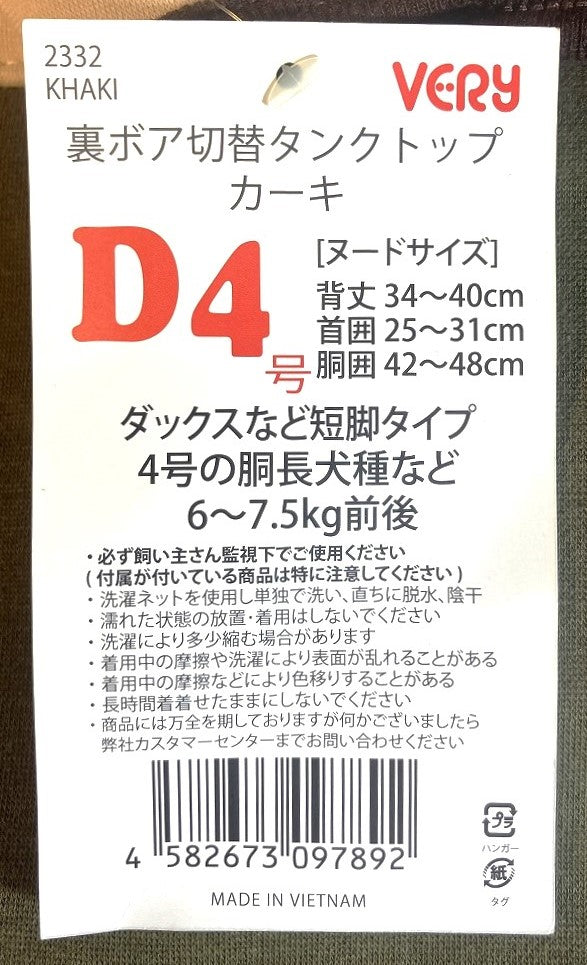 2332
KHAKI
VERY
裏ボア切替タンクトップ
カーキ
D4号
[ヌードサイズ]
背丈 34〜40cm
首囲 25〜31cm
胴囲 42〜48cm
ダックスなど短脚タイプ
4号の胴長犬種など
6〜7.5kg前後
・必ず飼い主さん監視下でご使用ください
( 付属が付いている商品は特に注意してください )
・洗濯ネットを使用し単独で洗い、直ちに脱水、陰干
・濡れた状態の放置・着用はしないでください
・洗濯により多少縮む場合があります
・着用中の摩擦や洗濯により表面が乱れることがある
・着用中の摩擦などにより色移りすることがある
・長時間着着せたままにしないでください
・商品には万全を期しておりますが何かございましたら
弊社カスタマーセンターまでお問い合わせください
4 582673 097892
MADE IN VIETNAM
プラ
ハンガー
紙
タグ